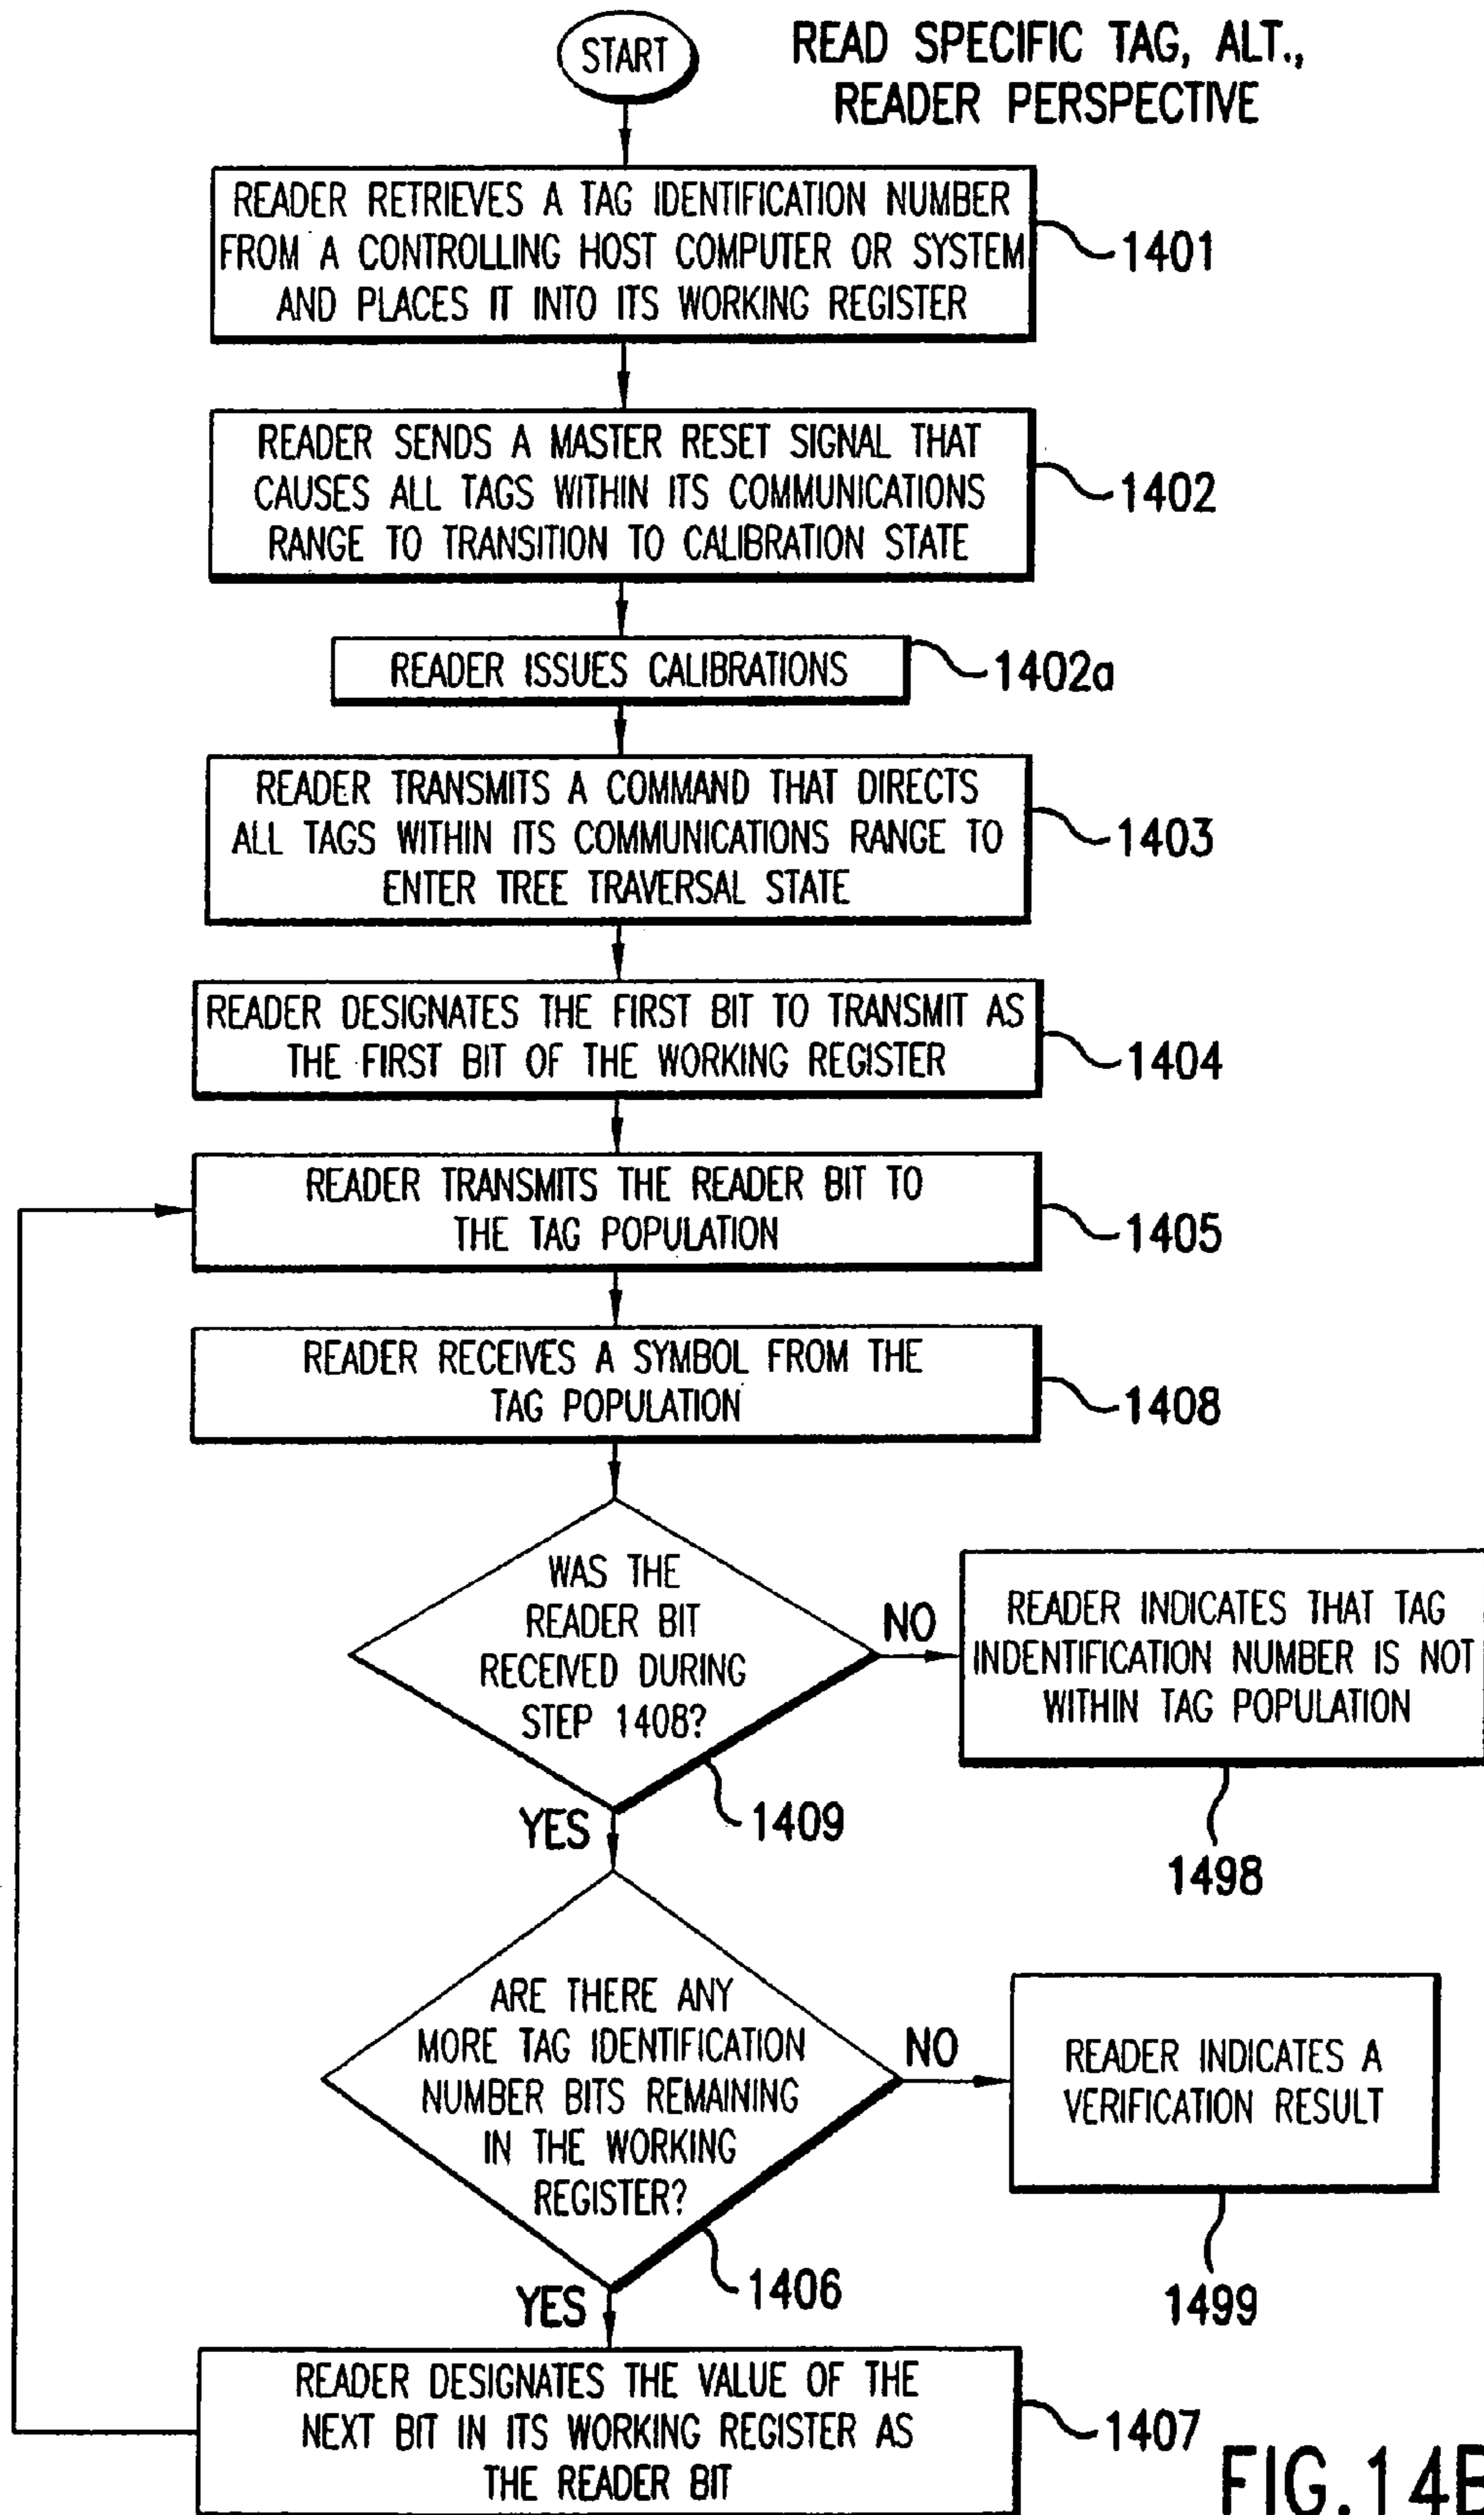 START
READ SPECIFIC TAG, ALT.,
READER PERSPECTIVE
READER RETRIEVES A TAG IDENTIFICATION NUMBER
FROM A CONTROLLING HOST COMPUTER OR SYSTEM
AND PLACES IT INTO ITS WORKING REGISTER
1401
READER SENDS A MASTER RESET SIGNAL THAT
CAUSES ALL TAGS WITHIN ITS COMMUNICATIONS
RANGE TO TRANSITION TO CALIBRATION STATE
1402
READER ISSUES CALIBRATIONS
1402a
READER TRANSMITS A COMMAND THAT DIRECTS
ALL TAGS WITHIN ITS COMMUNICATIONS RANGE TO
ENTER TREE TRAVERSAL STATE
1403
READER DESIGNATES THE FIRST BIT TO TRANSMIT AS
THE FIRST BIT OF THE WORKING REGISTER
1404
READER TRANSMITS THE READER BIT TO
THE TAG POPULATION
1405
READER RECEIVES A SYMBOL FROM THE
TAG POPULATION
1408
WAS THE
READER BIT
RECEIVED DURING
STEP 1408?
1409
NO
READER INDICATES THAT TAG
INDENTIFICATION NUMBER IS NOT
WITHIN TAG POPULATION
1498
YES
ARE THERE ANY
MORE TAG IDENTIFICATION
NUMBER BITS REMAINING
IN THE WORKING
REGISTER?
1406
NO
READER INDICATES A
VERIFICATION RESULT
1499
YES
READER DESIGNATES THE VALUE OF THE
NEXT BIT IN ITS WORKING REGISTER AS
THE READER BIT
1407
FIG.14B